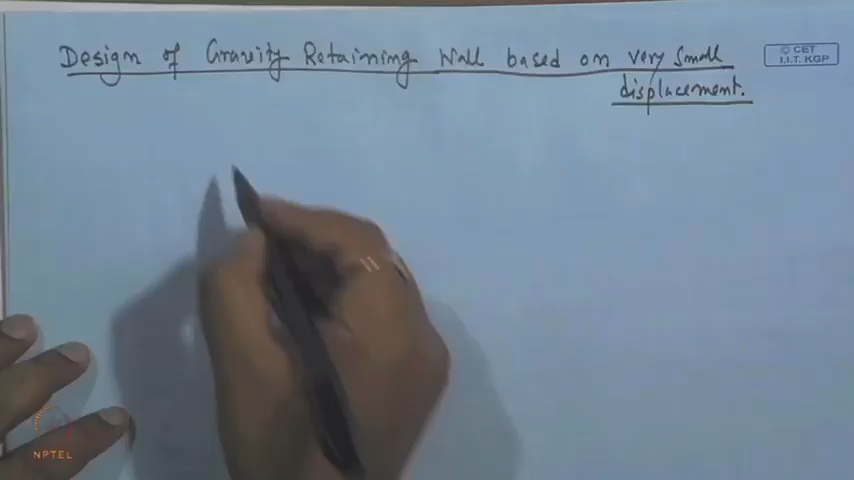 Design of Gravity Retaining Wall based on very small
displacement.
© CET
I.I.T. KGP
NPTEL